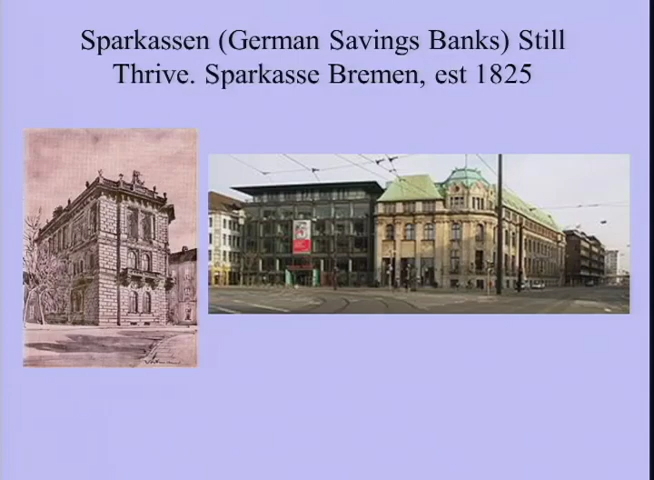 Sparkassen (German Savings Banks) Still
Thrive. Sparkasse Bremen, est 1825